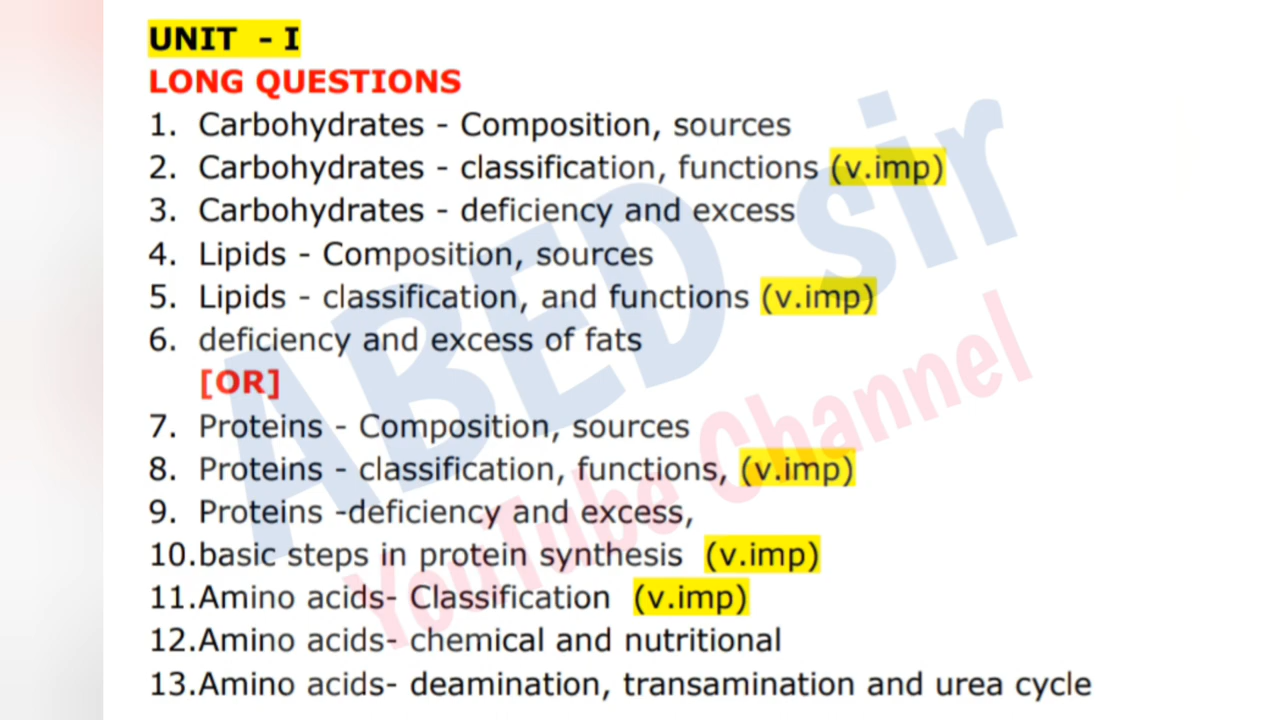 UNIT - I
LONG QUESTIONS
1. Carbohydrates - Composition, sources
2. Carbohydrates - classification, functions (v.imp)
3. Carbohydrates - deficiency and excess
4. Lipids - Composition, sources
5. Lipids - classification, and functions (v.imp)
6. deficiency and excess of fats
[OR]
7. Proteins - Composition, sources
8. Proteins - classification, functions, (v.imp)
9. Proteins -deficiency and excess,
10.basic steps in protein synthesis (v.imp)
11.Amino acids- Classification (v.imp)
12.Amino acids- chemical and nutritional
13.Amino acids- deamination, transamination and urea cycle
ABED sir
YouTube Channel